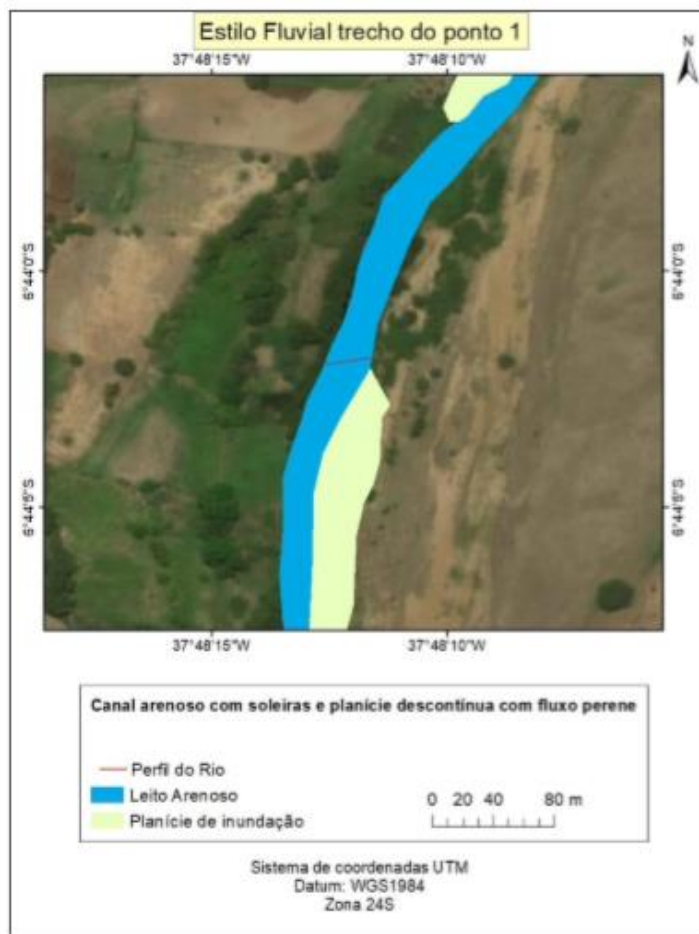 Estilo Fluvial trecho do ponto 1
N
37°48'15"W 37°48'10"W
6°44'0"S 6°44'0"S
6°44'5"S 6°44'5"S
37°48'15"W 37°48'10"W
Canal arenoso com soleiras e planície descontínua com fluxo perene
Perfil do Rio
Leito Arenoso
Planície de inundação
0 20 40 80 m
Sistema de coordenadas UTM
Datum: WGS1984
Zona 24S